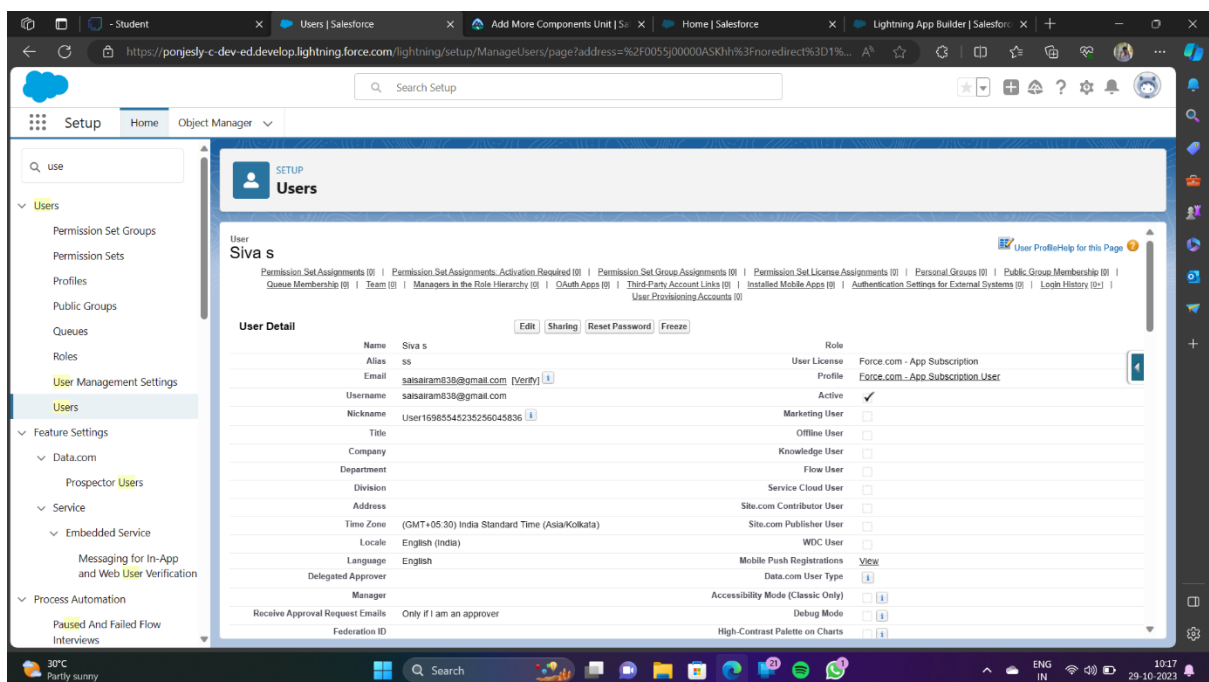 - Student
Users | Salesforce
Add More Components Unit | Sa
Home | Salesforce
Lightning App Builder | Salesforc
https://ponjesly-c-dev-ed.develop.lightning.force.com/lightning/setup/ManageUsers/page?address=%2F0055j00000ASKhh%3Fnoredirect%3D1%...
Search Setup
Setup
Home
Object Manager
use
Users
Permission Set Groups
Permission Sets
Profiles
Public Groups
Queues
Roles
User Management Settings
Users
Feature Settings
Data.com
Prospector Users
Service
Embedded Service
Messaging for In-App
and Web User Verification
Process Automation
Paused And Failed Flow
Interviews
SETUP
Users
User
Siva s
User Profile Help for this Page
Permission Set Assignments [0] | Permission Set Assignments: Activation Required [0] | Permission Set Group Assignments [0] | Permission Set License Assignments [0] | Personal Groups [0] | Public Group Membership [0] |
Queue Membership [0] | Team [0] | Managers in the Role Hierarchy [0] | OAuth Apps [0] | Third-Party Account Links [0] | Installed Mobile Apps [0] | Authentication Settings for External Systems [0] | Login History [0+] |
User Provisioning Accounts [0]
User Detail
Edit Sharing Reset Password Freeze
Name Siva s Role
Alias ss User License Force.com - App Subscription
Email saisairam838@gmail.com [Verify] Profile Force.com - App Subscription User
Username saisairam838@gmail.com Active
Nickname User16985545235256045836 Marketing User
Title Offline User
Company Knowledge User
Department Flow User
Division Service Cloud User
Address Site.com Contributor User
Time Zone (GMT+05:30) India Standard Time (Asia/Kolkata) Site.com Publisher User
Locale English (India) WDC User
Language English Mobile Push Registrations View
Delegated Approver Data.com User Type
Manager Accessibility Mode (Classic Only)
Receive Approval Request Emails Only if I am an approver Debug Mode
Federation ID High-Contrast Palette on Charts
30°C
Partly sunny
Search
21
1
ENG
IN
10:17
29-10-2023